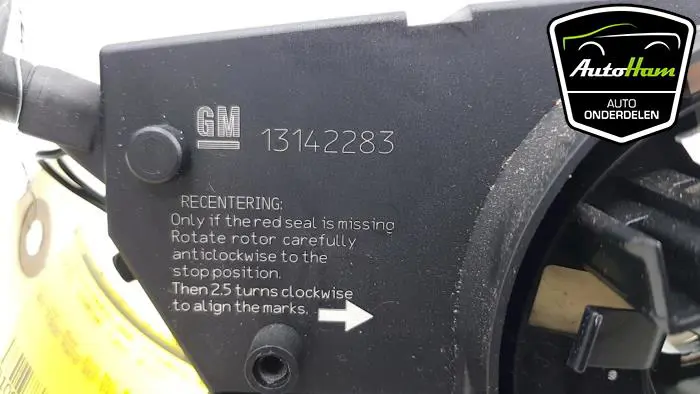 AutoHam
AUTO
ONDERDELEN
GM 13142283
RECENTERING:
Only if the red seal is missing
Rotate rotor carefully
anticlockwise to the
stop position.
Then 2.5 turns clockwise
to align the marks.